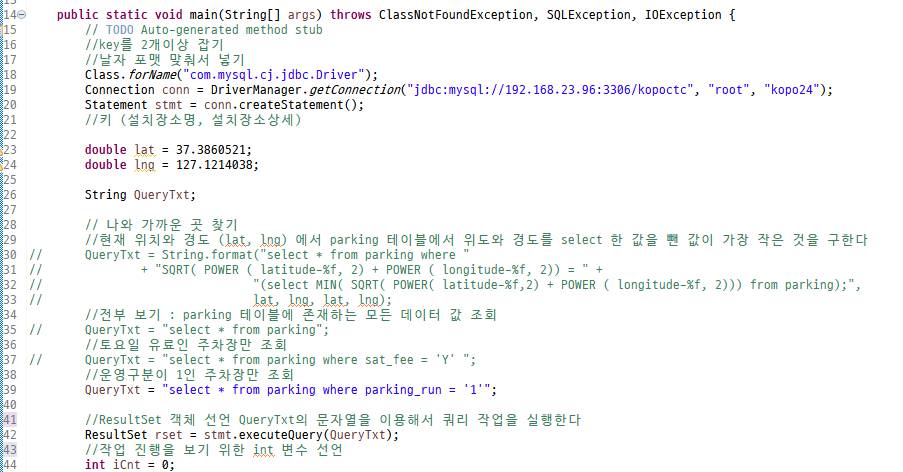 14 public static void main(String[] args) throws ClassNotFoundException, SQLException, IOException {
15 // TODO Auto-generated method stub
16 //key를 2개이상 잡기
17 //날자 포맷 맞춰서 넣기
18 Class.forName("com.mysql.cj.jdbc.Driver");
19 Connection conn = DriverManager.getConnection("jdbc:mysql://192.168.23.96:3306/kopoctc", "root", "kopo24");
20 Statement stmt = conn.createStatement();
21 //키 (설치장소명, 설치장소상세)
22
23 double lat = 37.3860521;
24 double lng = 127.1214038;
25
26 String QueryTxt;
27
28 // 나와 가까운 곳 찾기
29 //현재 위치와 경도 (lat, lng) 에서 parking 테이블에서 위도와 경도를 select 한 값을 뺀 값이 가장 작은 것을 구한다
30 // QueryTxt = String.format("select * from parking where "
31 // + "SQRT( POWER ( latitude-%f, 2) + POWER ( longitude-%f, 2)) = " +
32 // "(select MIN( SQRT( POWER( latitude-%f,2) + POWER ( longitude-%f, 2))) from parking);",
33 // lat, lng, lat, lng);
34 //전부 보기 : parking 테이블에 존재하는 모든 데이터 값 조회
35 // QueryTxt = "select * from parking";
36 //토요일 유료인 주차장만 조회
37 // QueryTxt = "select * from parking where sat_fee = 'Y' ";
38 //운영구분이 1인 주차장만 조회
39 QueryTxt = "select * from parking where parking_run = '1'";
40
41 //ResultSet 객체 선언 QueryTxt의 문자열을 이용해서 쿼리 작업을 실행한다
42 ResultSet rset = stmt.executeQuery(QueryTxt);
43 //작업 진행을 보기 위한 int 변수 선언
44 int iCnt = 0;